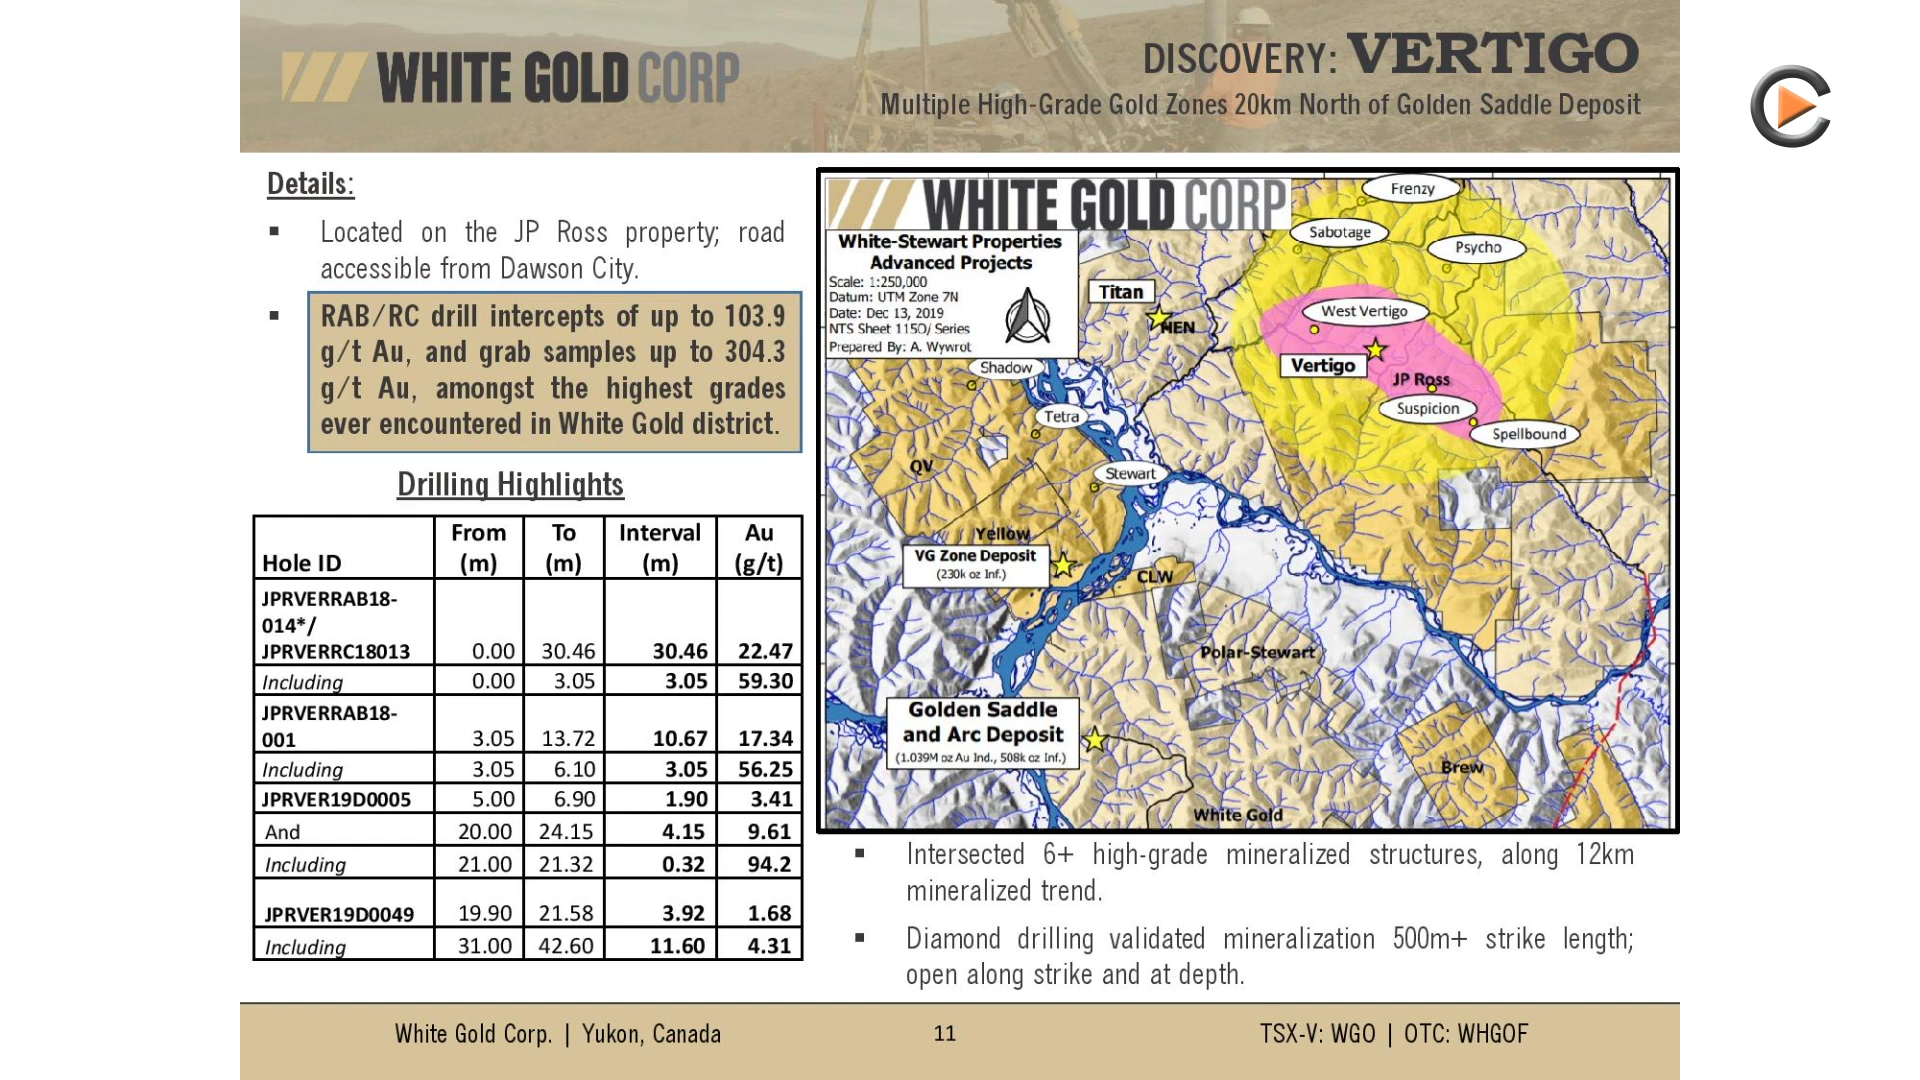 WHITE GOLD CORP
DISCOVERY: VERTIGO
Multiple High-Grade Gold Zones 20km North of Golden Saddle Deposit
Details:
▪ Located on the JP Ross property; road
accessible from Dawson City.
▪ RAB/RC drill intercepts of up to 103.9
g/t Au, and grab samples up to 304.3
g/t Au, amongst the highest grades
ever encountered in White Gold district.
Drilling Highlights
Hole ID From (m) To (m) Interval (m) Au (g/t)
JPRVERRAB18-
014*/
JPRVERRC18013 0.00 30.46 30.46 22.47
Including 0.00 3.05 3.05 59.30
JPRVERRAB18-
001 3.05 13.72 10.67 17.34
Including 3.05 6.10 3.05 56.25
JPRVER19D0005 5.00 6.90 1.90 3.41
And 20.00 24.15 4.15 9.61
Including 21.00 21.32 0.32 94.2
JPRVER19D0049 19.90 21.58 3.92 1.68
Including 31.00 42.60 11.60 4.31
WHITE GOLD CORP
White-Stewart Properties
Advanced Projects
Scale: 1:250,000
Datum: UTM Zone 7N
Date: Dec 13, 2019
NTS Sheet 115O/ Series
Prepared By: A. Wywrot
Frenzy
Sabotage
Psycho
Titan
HEN
West Vertigo
Vertigo
JP Ross
Suspicion
Spellbound
Shadow
Tetra
QV
Stewart
Yellow
VG Zone Deposit
(230k oz Inf.)
CLW
Polar-Stewart
Golden Saddle
and Arc Deposit
(1.039M oz Au Ind., 508k oz Inf.)
Brew
White Gold
▪ Intersected 6+ high-grade mineralized structures, along 12km
mineralized trend.
▪ Diamond drilling validated mineralization 500m+ strike length;
open along strike and at depth.
White Gold Corp. | Yukon, Canada
11
TSX-V: WGO | OTC: WHGOF